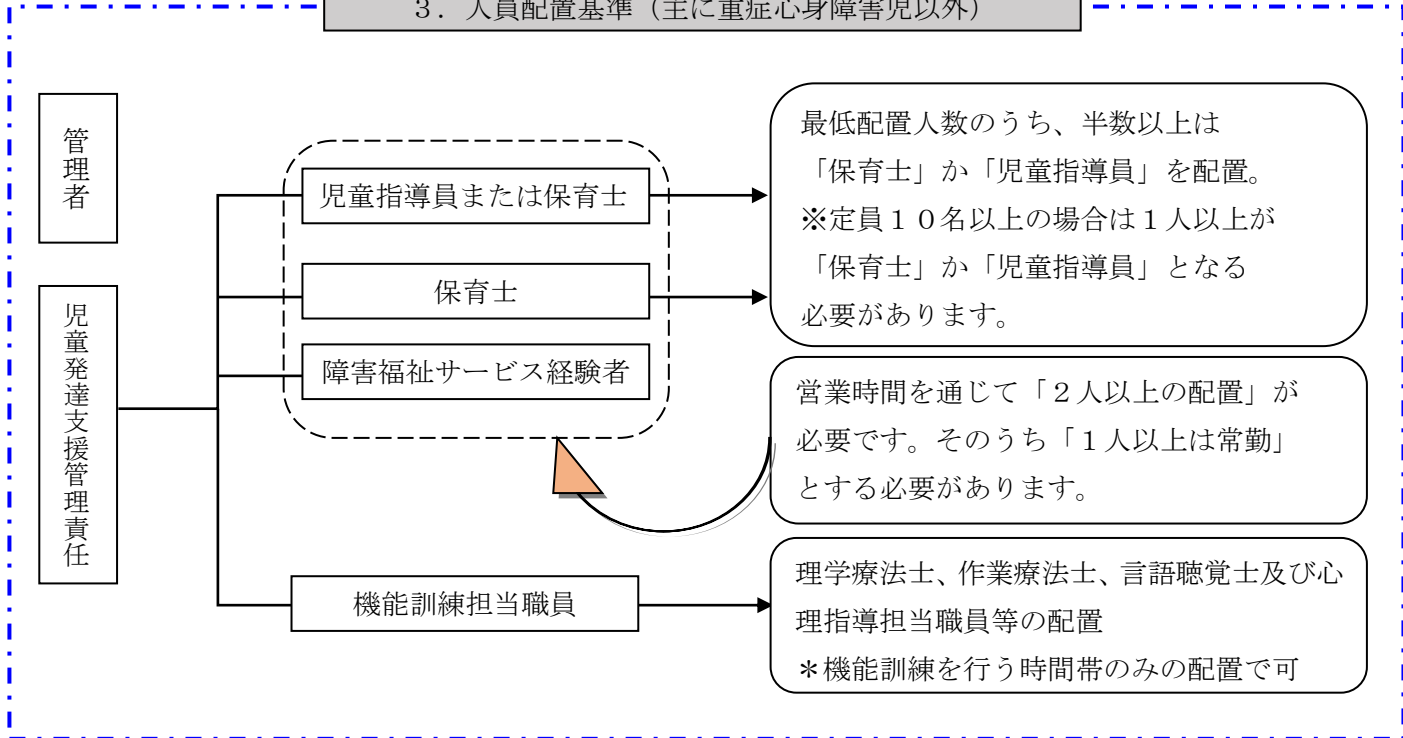 ３．人員配置基準（主に重症心身障害児以外）
管理者
児童発達支援管理責任
児童指導員または保育士
保育士
障害福祉サービス経験者
機能訓練担当職員
最低配置人数のうち、半数以上は
「保育士」か「児童指導員」を配置。
※定員１０名以上の場合は１人以上が
「保育士」か「児童指導員」となる
必要があります。
営業時間を通じて「２人以上の配置」が
必要です。そのうち「１人以上は常勤」
とする必要があります。
理学療法士、作業療法士、言語聴覚士及び心
理指導担当職員等の配置
＊機能訓練を行う時間帯のみの配置で可